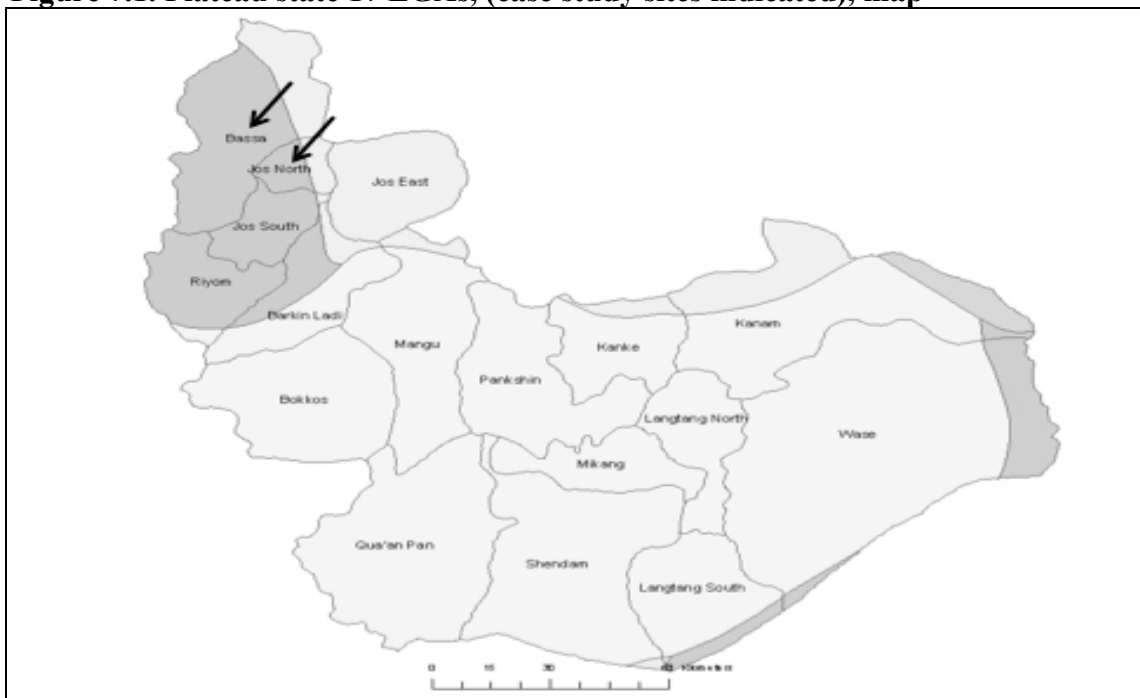 Figure 7.1: Plateau state 17 LGAs, (case study sites indicated), map
Bassa
Jos North
Jos East
Jos South
Riyom
Barkin Ladi
Mangu
Kanam
Kanke
Pankshin
Bokkos
Langtang North
Wase
Mikang
Qua'an Pan
Shendam
Langtang South
0 15 30 Kilometers